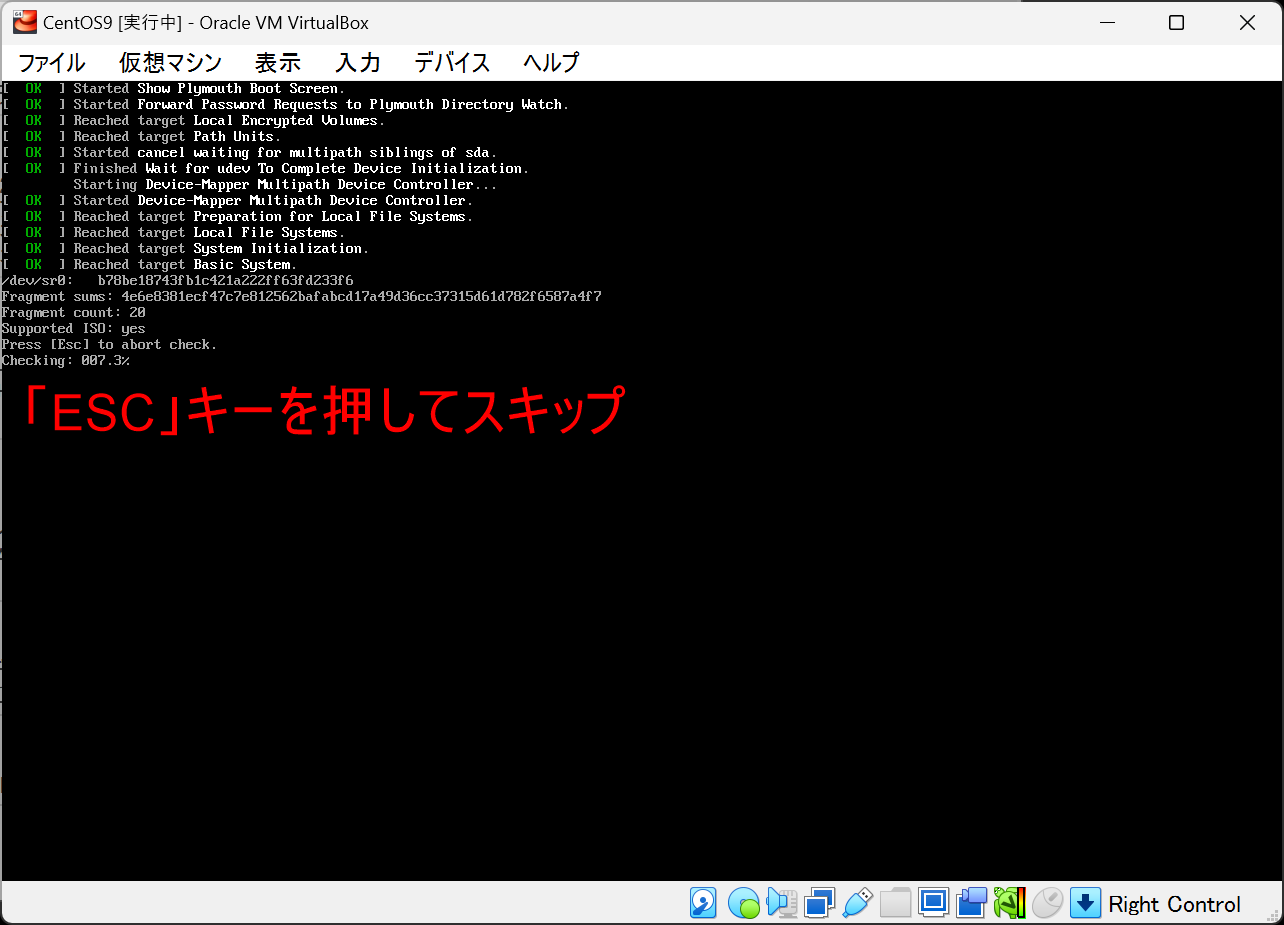 CentOS9 [実行中] - Oracle VM VirtualBox
ファイル 仮想マシン 表示 入力 デバイス ヘルプ
[ OK ] Started Show Plymouth Boot Screen.
[ OK ] Started Forward Password Requests to Plymouth Directory Watch.
[ OK ] Reached target Local Encrypted Volumes.
[ OK ] Reached target Path Units.
[ OK ] Started cancel waiting for multipath siblings of sda.
[ OK ] Finished Wait for udev To Complete Device Initialization.
Starting Device-Mapper Multipath Device Controller...
[ OK ] Started Device-Mapper Multipath Device Controller.
[ OK ] Reached target Preparation for Local File Systems.
[ OK ] Reached target Local File Systems.
[ OK ] Reached target System Initialization.
[ OK ] Reached target Basic System.
/dev/sr0: b78be18743fb1c421a222ff63fd233f6
Fragment sums: 4e6e8381ecf47c7e812562bafabcd17a49d36cc37315d61d782f6587a4f7
Fragment count: 20
Supported ISO: yes
Press [Esc] to abort check.
Checking: 007.3%
「ESC」キーを押してスキップ
Right Control